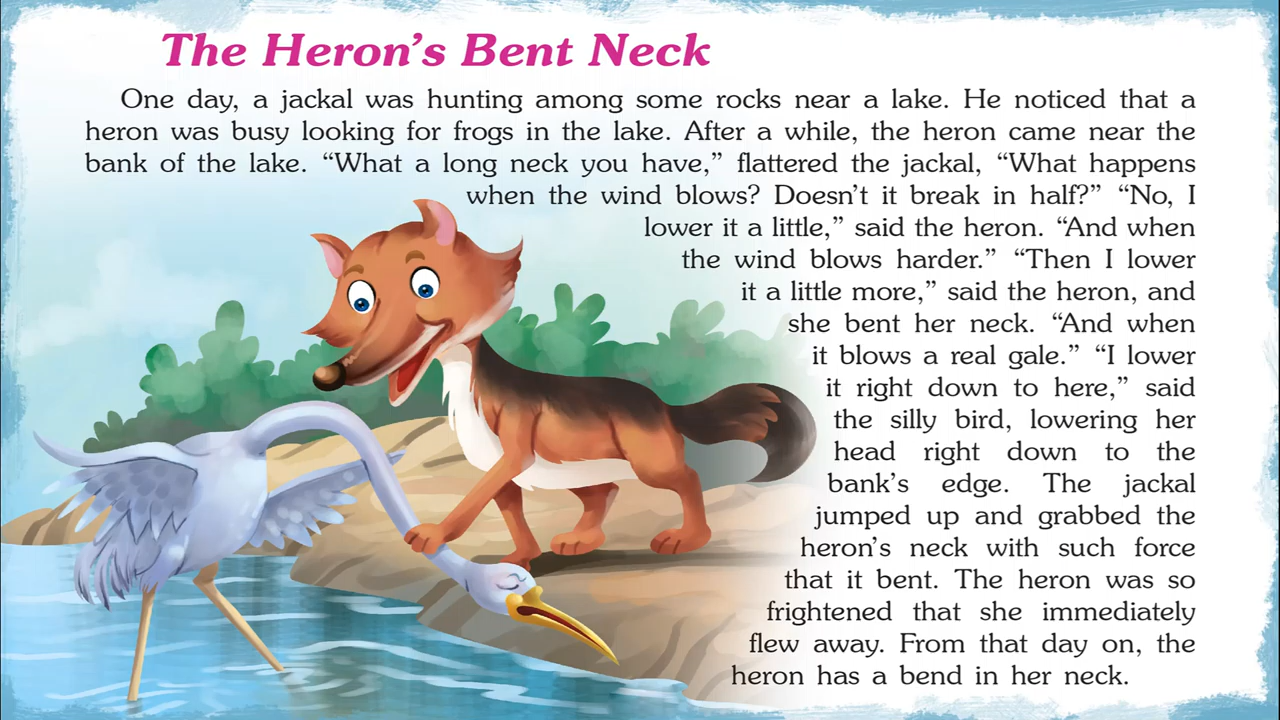 The Heron's Bent Neck
One day, a jackal was hunting among some rocks near a lake. He noticed that a
heron was busy looking for frogs in the lake. After a while, the heron came near the
bank of the lake. “What a long neck you have,” flattered the jackal, “What happens
when the wind blows? Doesn't it break in half?” “No, I
lower it a little,” said the heron. “And when
the wind blows harder.” “Then I lower
it a little more,” said the heron, and
she bent her neck. “And when
it blows a real gale.” “I lower
it right down to here,” said
the silly bird, lowering her
head right down to the
bank's edge. The jackal
jumped up and grabbed the
heron's neck with such force
that it bent. The heron was so
frightened that she immediately
flew away. From that day on, the
heron has a bend in her neck.